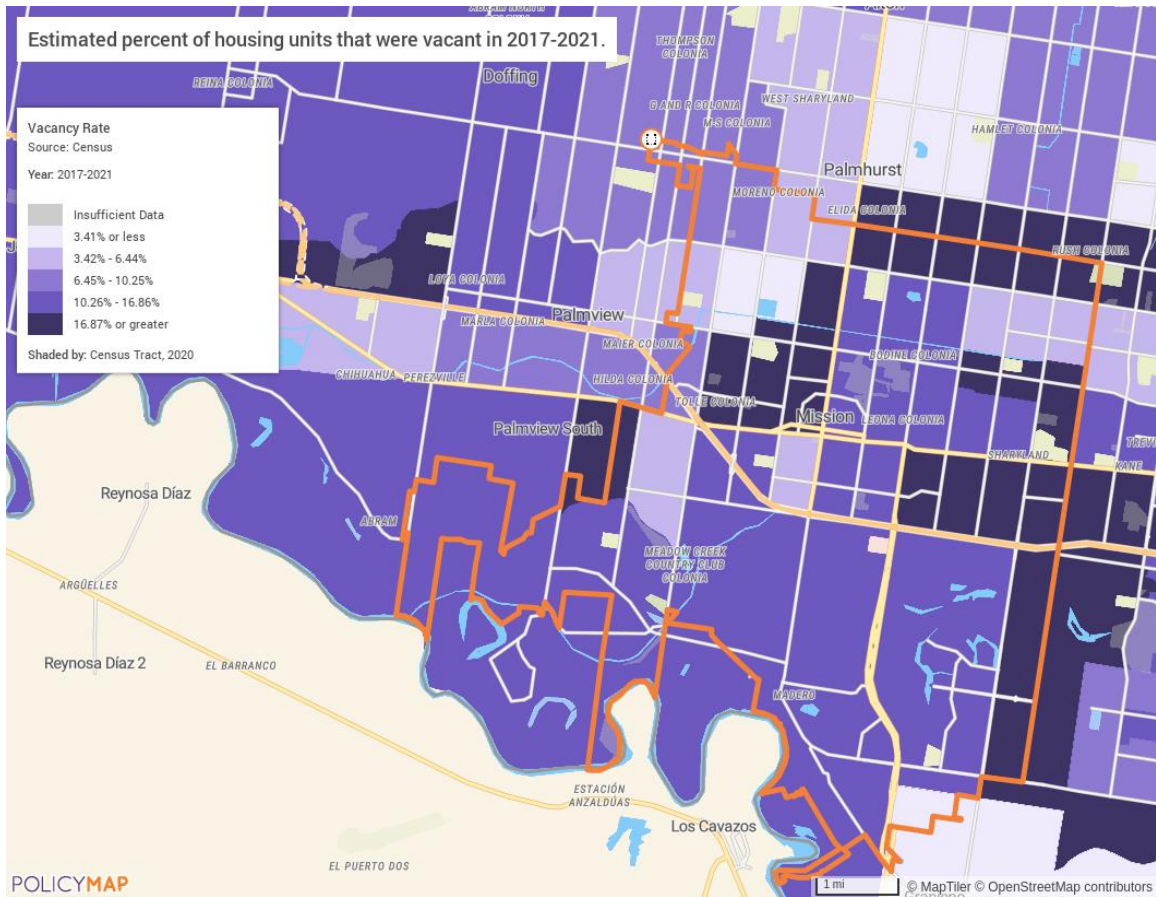 Estimated percent of housing units that were vacant in 2017-2021.
Vacancy Rate
Source: Census
Year: 2017-2021
Insufficient Data
3.41% or less
3.42% - 6.44%
6.45% - 10.25%
10.26% - 16.86%
16.87% or greater
Shaded by: Census Tract, 2020
THOMPSON
COLONIA
Doffing
REINA COLONIA
G AND R COLONIA
WEST SHARYLAND
M-S COLONIA
HAMLET COLONIA
Palmhurst
MORENO COLONIA
ELIDA COLONIA
RUSH COLONIA
LOYA COLONIA
Palmview
MARLA COLONIA
MAIER COLONIA
BODINE COLONIA
CHIHUAHUA
PEREZVILLE
HILDA COLONIA
TOLLE COLONIA
Mission
LEONA COLONIA
Palmview South
SHARYLAND
KANE
Reynosa Díaz
ABRAM
MEADOW CREEK
COUNTRY CLUB
COLONIA
ARGÜELLES
Reynosa Díaz 2
EL BARRANCO
MADERO
ESTACIÓN
ANZALDÚAS
Los Cavazos
EL PUERTO DOS
POLICYMAP
1 mi
© MapTiler © OpenStreetMap contributors